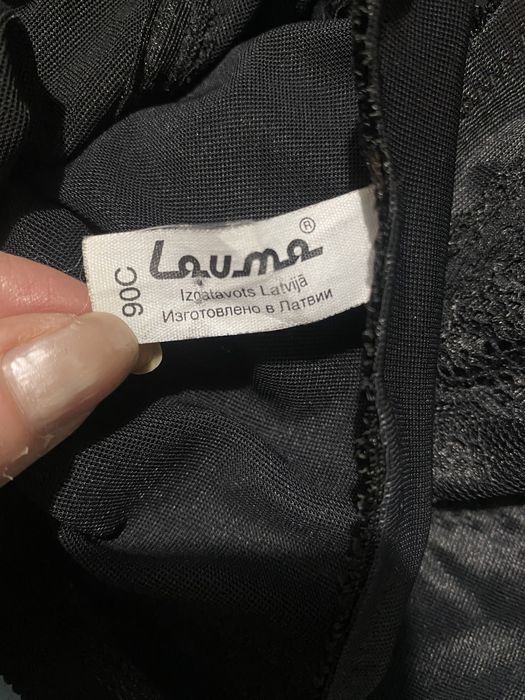 Lauma ®
Izgatavots Latvijā
Изготовлено в Латвии
90C